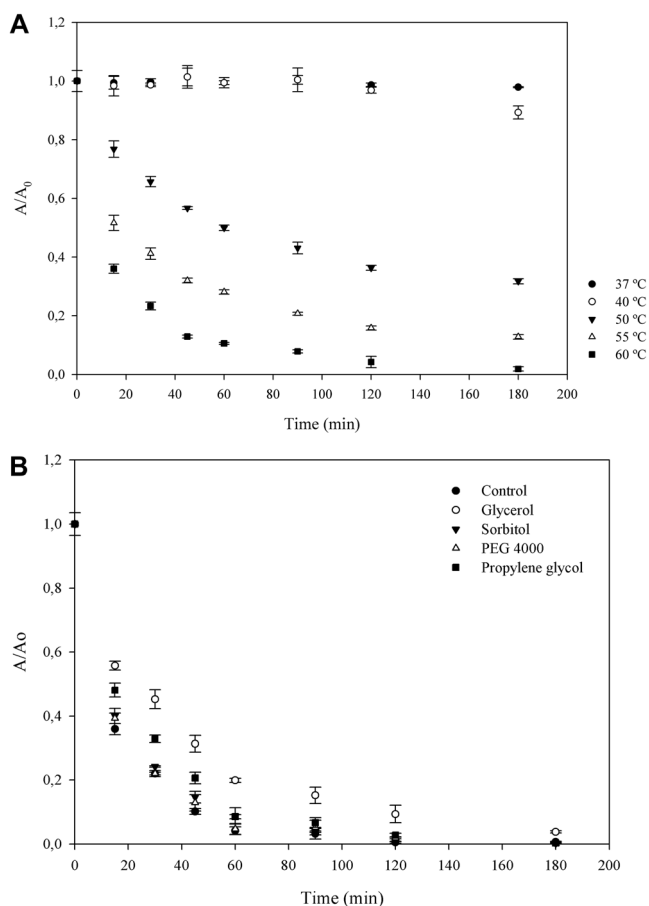 A
1,2
1,0
0,8
0,6
0,4
0,2
0,0
A/A0
0 20 40 60 80 100 120 140 160 180 200
Time (min)
37 ºC
40 ºC
50 ºC
55 ºC
60 ºC
B
1,2
1,0
0,8
0,6
0,4
0,2
0,0
A/Ao
Control
Glycerol
Sorbitol
PEG 4000
Propylene glycol
0 20 40 60 80 100 120 140 160 180 200
Time (min)